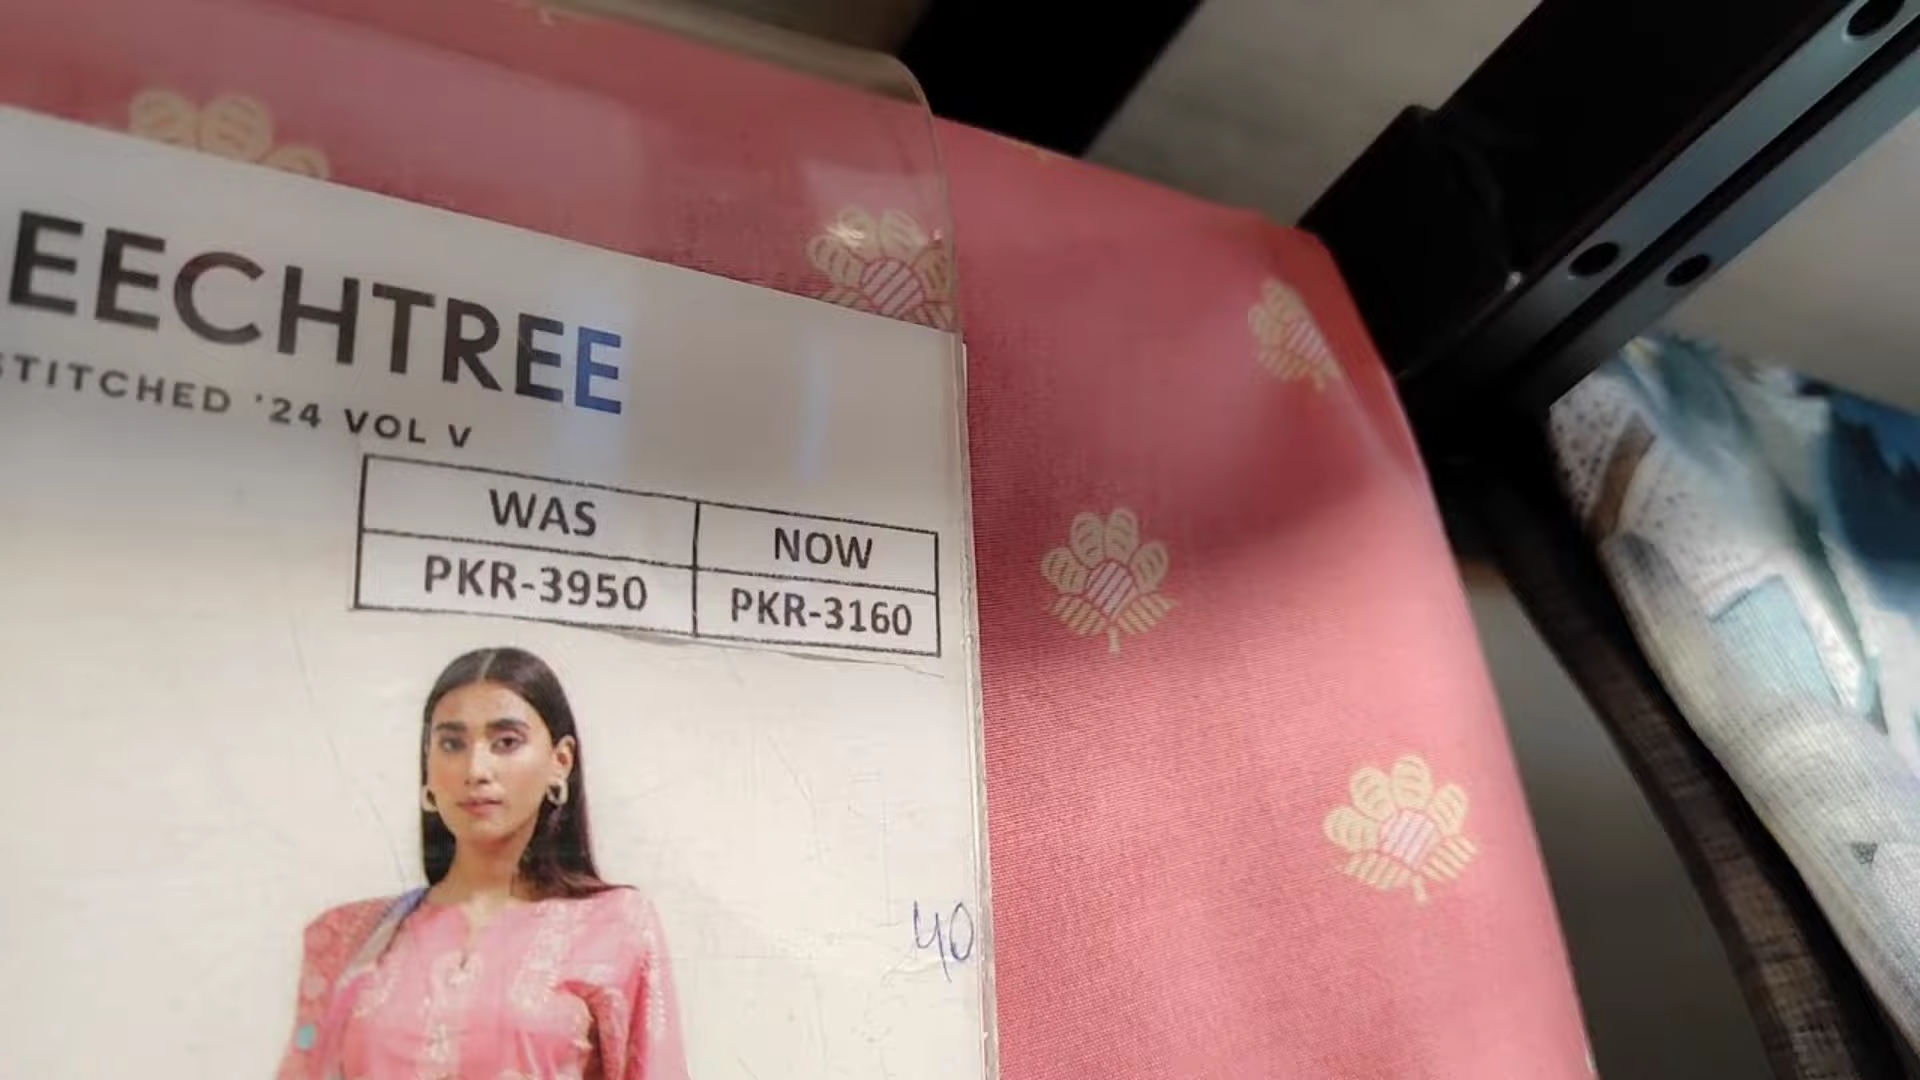 EECHTREE
STITCHED '24 VOL V
WAS NOW
PKR-3950 PKR-3160
40